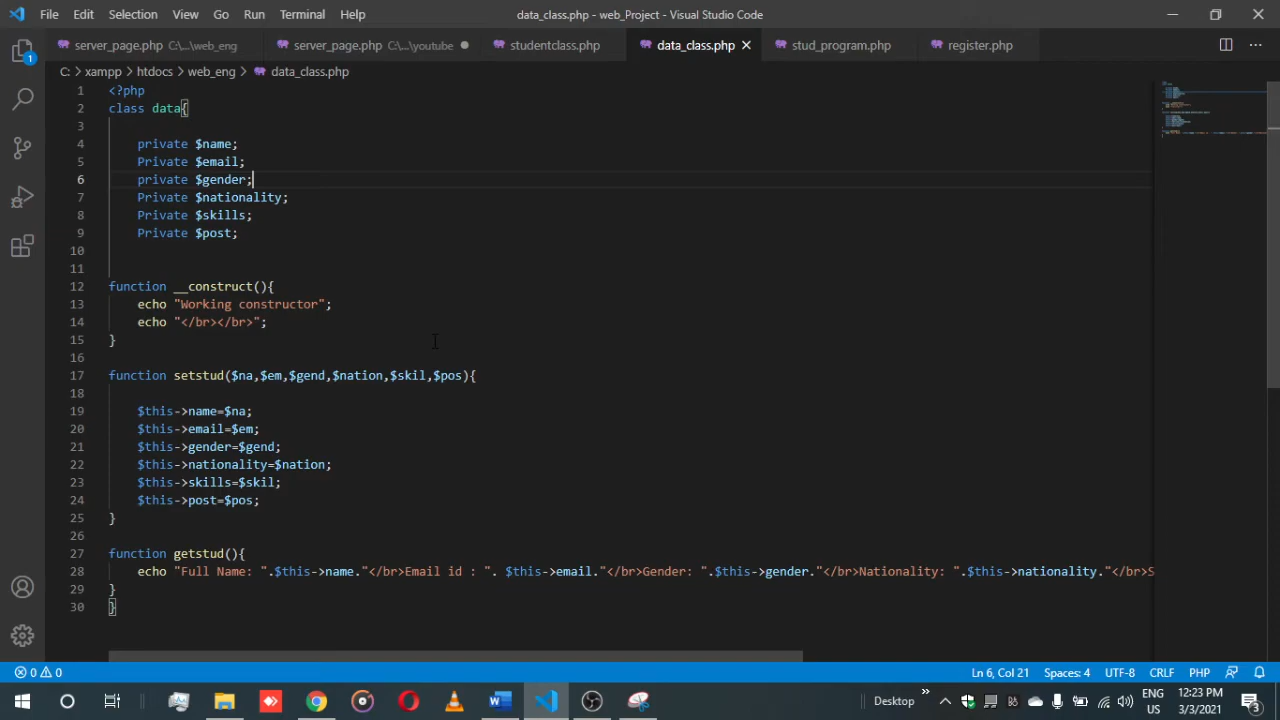 File Edit Selection View Go Run Terminal Help data_class.php - web_Project - Visual Studio Code
server_page.php C:\...\web_eng server_page.php C:\...\youtube studentclass.php data_class.php stud_program.php register.php
C: > xampp > htdocs > web_eng > data_class.php
1 <?php
2 class data{
3
4 private $name;
5 Private $email;
6 private $gender;
7 Private $nationality;
8 Private $skills;
9 Private $post;
10
11
12 function __construct(){
13 echo "Working constructor";
14 echo "</br></br>";
15 }
16
17 function setstud($na,$em,$gend,$nation,$skil,$pos){
18
19 $this->name=$na;
20 $this->email=$em;
21 $this->gender=$gend;
22 $this->nationality=$nation;
23 $this->skills=$skil;
24 $this->post=$pos;
25 }
26
27 function getstud(){
28 echo "Full Name: ".$this->name."</br>Email id : ". $this->email."</br>Gender: ".$this->gender."</br>Nationality: ".$this->nationality."</br>S
29 }
30 }
1
0 0 Ln 6, Col 21 Spaces: 4 UTF-8 CRLF PHP
Desktop ENG US 12:23 PM 3/3/2021 3